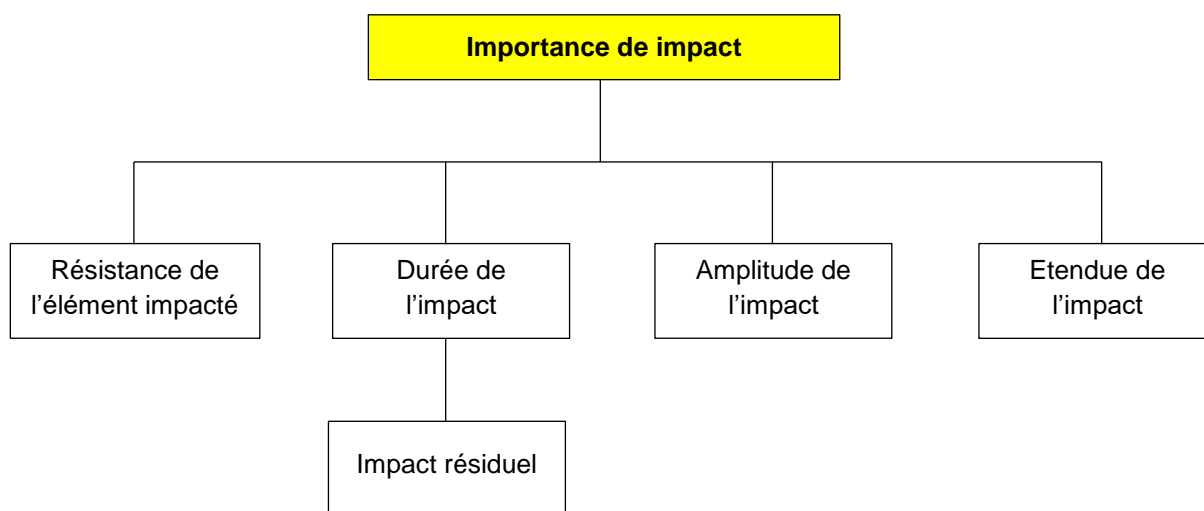 Importance de impact
Résistance de
l’élément impacté
Durée de
l’impact
Amplitude de
l’impact
Etendue de
l’impact
Impact résiduel